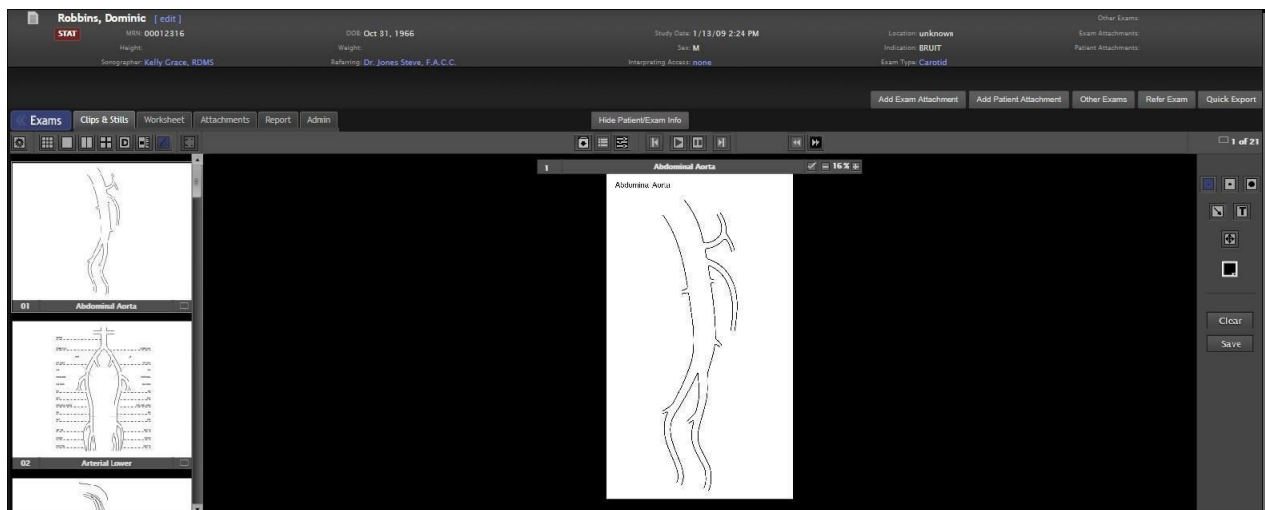 Robbins, Dominic [ edit ] Other Exams:
STAT MRN: 00012316 DOB: Oct 31, 1966 Study Date: 1/13/09 2:24 PM Location: unknown Exam Attachments:
Height: Weight: Sex: M Indication: BRUIT Patient Attachments:
Sonographer: Kelly Grace, RDMS Referring: Dr. Jones Steve, F.A.C.C. Interpreting Access: none Exam Type: Carotid
Add Exam Attachment Add Patient Attachment Other Exams Refer Exam Quick Export
Exams Clips & Stills Worksheet Attachments Report Admin Hide Patient/Exam Info
D 1 of 21
1 Abdominal Aorta 16%
Abdominal Aorta
T
01 Abdominal Aorta
Clear
Save
02 Arterial Lower